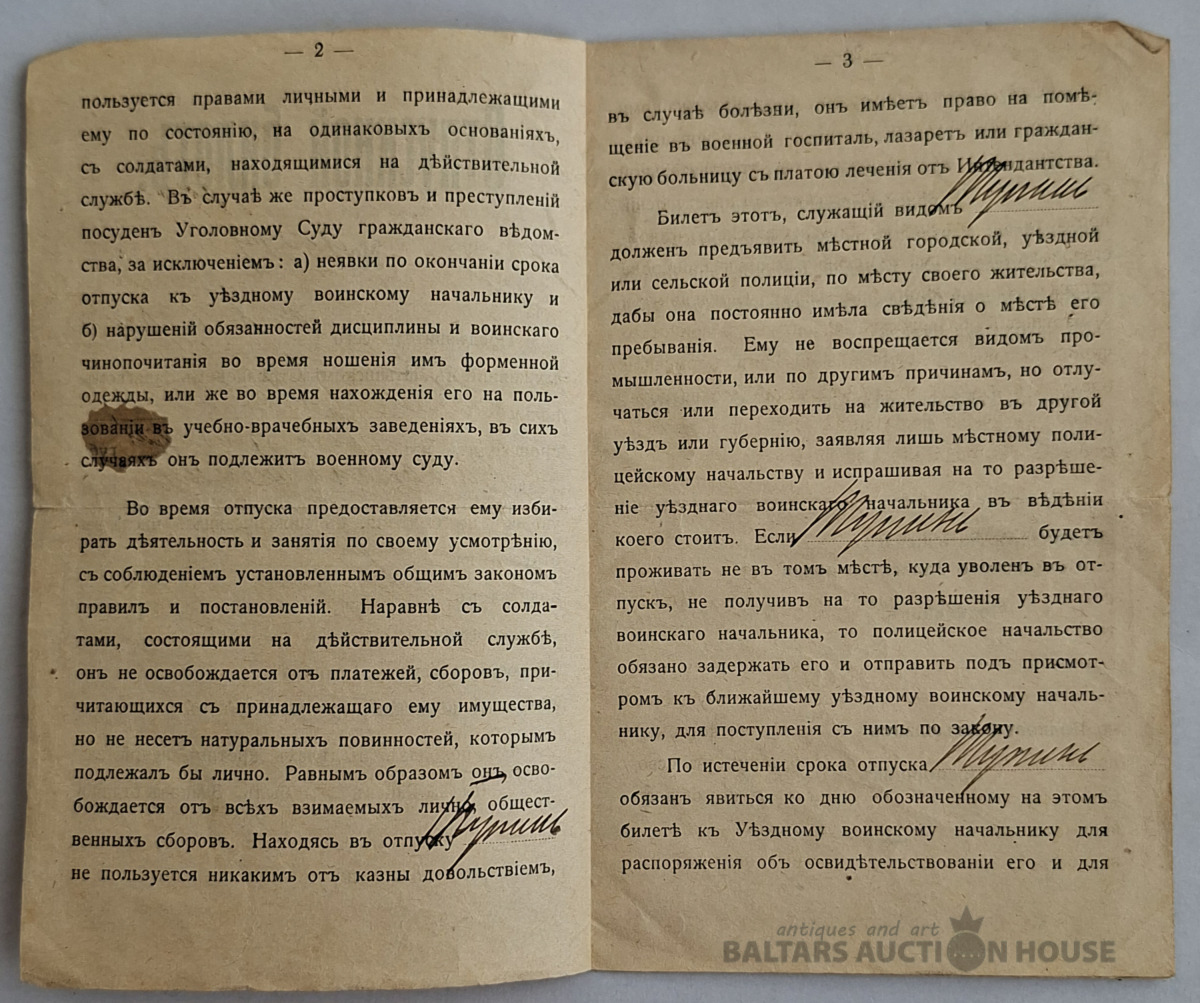 — 2 —
пользуется правами личными и принадлежащими
ему по состоянію, на одинаковыхъ основаніяхъ,
съ солдатами, находящимися на дѣйствительной
службѣ. Въ случаѣ же проступковъ и преступленій
посуденъ Уголовному Суду гражданскаго вѣдом-
ства, за исключеніемъ: а) неявки по окончаніи срока
отпуска къ уѣздному воинскому начальнику и
б) нарушеній обязанностей дисциплины и воинскаго
чинопочитанія во время ношенія имъ форменной
одежды, или же во время нахожденія его на поль-
зованіи въ учебно-врачебныхъ заведеніяхъ, въ сихъ
случаяхъ онъ подлежитъ военному суду.
Во время отпуска предоставляется ему изби-
рать дѣятельность и занятія по своему усмотрѣнію,
съ соблюденіемъ установленнымъ общимъ закономъ
правилъ и постановленій. Наравнѣ съ солда-
тами, состоящими на дѣйствительной службѣ,
онъ не освобождается отъ платежей, сборовъ, при-
читающихся съ принадлежащаго ему имущества,
но не несетъ натуральныхъ повинностей, которымъ
подлежалъ бы лично. Равнымъ образомъ онъ осво-
бождается отъ всѣхъ взимаемыхъ лично общест-
венныхъ сборовъ. Находясь въ отпуску
не пользуется никакимъ отъ казны довольствіемъ,
— 3 —
въ случаѣ болѣзни, онъ имѣетъ право на помѣ-
щеніе въ военной госпиталь, лазаретъ или граждан-
скую больницу съ платою леченія отъ Интендантства.
Билетъ этотъ, служащій видомъ
долженъ предъявить мѣстной городской, уѣздной
или сельской полиціи, по мѣсту своего жительства,
дабы она постоянно имѣла свѣдѣнія о мѣстѣ его
пребыванія. Ему не воспрещается видомъ про-
мышленности, или по другимъ причинамъ, но отлу-
чаться или переходить на жительство въ другой
уѣздъ или губернію, заявляя лишь мѣстному поли-
цейскому начальству и испрашивая на то разрѣше-
ніе уѣзднаго воинскаго начальника въ вѣдѣніи
коего стоитъ. Если будетъ
проживать не въ томъ мѣстѣ, куда уволенъ въ от-
пускъ, не получивъ на то разрѣшенія уѣзднаго
воинскаго начальника, то полицейское начальство
обязано задержать его и отправить подъ присмот-
ромъ къ ближайшему уѣздному воинскому началь-
нику, для поступленія съ нимъ по закону.
По истеченіи срока отпуска
обязанъ явиться ко дню обозначенному на этомъ
билетѣ къ Уѣздному воинскому начальнику для
распоряженія объ освидѣтельствованіи его и для
antiques and art
BALTARS AUCTION HOUSE